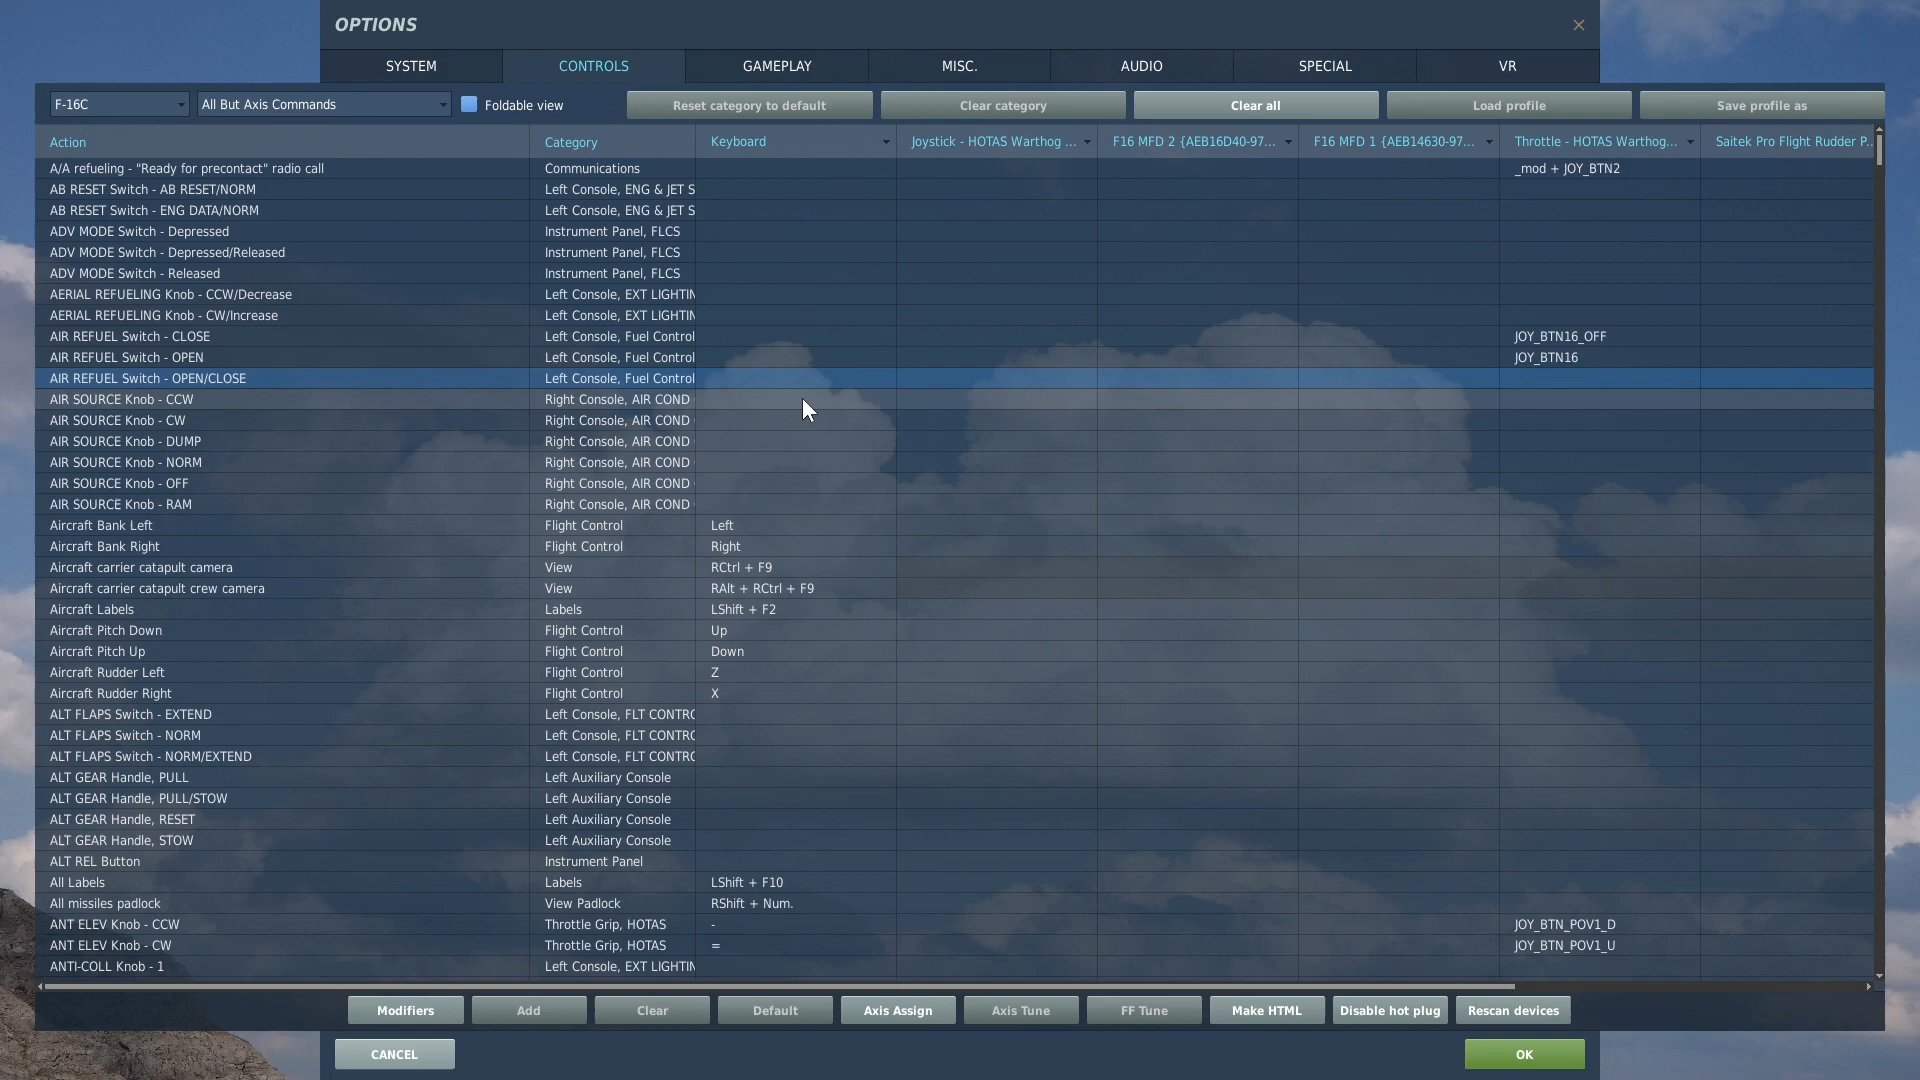 OPTIONS
SYSTEM CONTROLS GAMEPLAY MISC. AUDIO SPECIAL VR
F-16C All But Axis Commands Foldable view Reset category to default Clear category Clear all Load profile Save profile as
Action Category Keyboard Joystick - HOTAS Warthog ... F16 MFD 2 {AEB16D40-97... F16 MFD 1 {AEB14630-97... Throttle - HOTAS Warthog... Saitek Pro Flight Rudder P...
A/A refueling - "Ready for precontact" radio call Communications _mod + JOY_BTN2
AB RESET Switch - AB RESET/NORM Left Console, ENG & JET S
AB RESET Switch - ENG DATA/NORM Left Console, ENG & JET S
ADV MODE Switch - Depressed Instrument Panel, FLCS
ADV MODE Switch - Depressed/Released Instrument Panel, FLCS
ADV MODE Switch - Released Instrument Panel, FLCS
AERIAL REFUELING Knob - CCW/Decrease Left Console, EXT LIGHTIN
AERIAL REFUELING Knob - CW/Increase Left Console, EXT LIGHTIN
AIR REFUEL Switch - CLOSE Left Console, Fuel Control JOY_BTN16_OFF
AIR REFUEL Switch - OPEN Left Console, Fuel Control JOY_BTN16
AIR REFUEL Switch - OPEN/CLOSE Left Console, Fuel Control
AIR SOURCE Knob - CCW Right Console, AIR COND
AIR SOURCE Knob - CW Right Console, AIR COND
AIR SOURCE Knob - DUMP Right Console, AIR COND
AIR SOURCE Knob - NORM Right Console, AIR COND
AIR SOURCE Knob - OFF Right Console, AIR COND
AIR SOURCE Knob - RAM Right Console, AIR COND
Aircraft Bank Left Flight Control Left
Aircraft Bank Right Flight Control Right
Aircraft carrier catapult camera View RCtrl + F9
Aircraft carrier catapult crew camera View RAlt + RCtrl + F9
Aircraft Labels Labels LShift + F2
Aircraft Pitch Down Flight Control Up
Aircraft Pitch Up Flight Control Down
Aircraft Rudder Left Flight Control Z
Aircraft Rudder Right Flight Control X
ALT FLAPS Switch - EXTEND Left Console, FLT CONTRO
ALT FLAPS Switch - NORM Left Console, FLT CONTRO
ALT FLAPS Switch - NORM/EXTEND Left Console, FLT CONTRO
ALT GEAR Handle, PULL Left Auxiliary Console
ALT GEAR Handle, PULL/STOW Left Auxiliary Console
ALT GEAR Handle, RESET Left Auxiliary Console
ALT GEAR Handle, STOW Left Auxiliary Console
ALT REL Button Instrument Panel
All Labels Labels LShift + F10
All missiles padlock View Padlock RShift + Num.
ANT ELEV Knob - CCW Throttle Grip, HOTAS - JOY_BTN_POV1_D
ANT ELEV Knob - CW Throttle Grip, HOTAS = JOY_BTN_POV1_U
ANTI-COLL Knob - 1 Left Console, EXT LIGHTIN
Modifiers Add Clear Default Axis Assign Axis Tune FF Tune Make HTML Disable hot plug Rescan devices
CANCEL OK